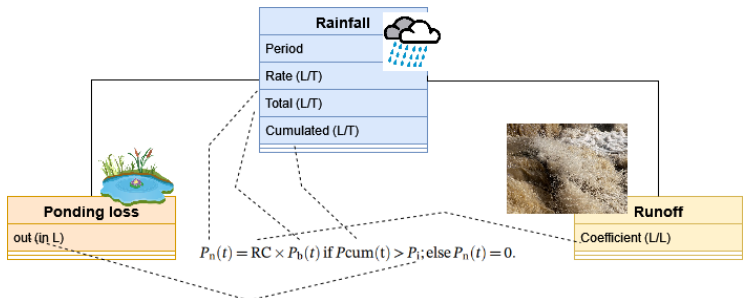 Rainfall
Period
Rate (L/T)
Total (L/T)
Cumulated (L/T)
Ponding loss
out (in L)
Runoff
Coefficient (L/L)
Pn(t) = RC × Pb(t) if Pcum(t) > Pi; else Pn(t) = 0.